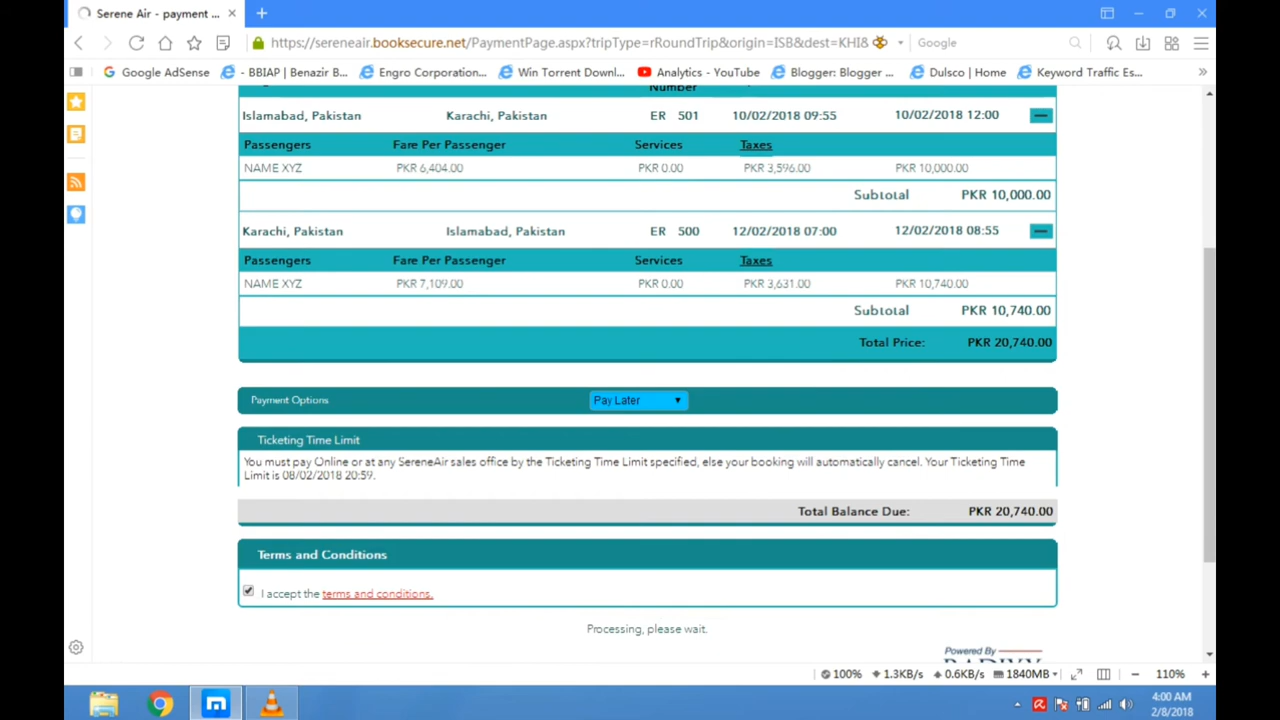 Serene Air - payment ...
https://sereneair.booksecure.net/PaymentPage.aspx?tripType=rRoundTrip&origin=ISB&dest=KHI&
Google
Google AdSense
- BBIAP | Benazir B...
Engro Corporation...
Win Torrent Downl...
Analytics - YouTube
Blogger: Blogger ...
Dulsco | Home
Keyword Traffic Es...
Number
Islamabad, Pakistan Karachi, Pakistan ER 501 10/02/2018 09:55 10/02/2018 12:00
Passengers Fare Per Passenger Services Taxes
NAME XYZ PKR 6,404.00 PKR 0.00 PKR 3,596.00 PKR 10,000.00
Subtotal PKR 10,000.00
Karachi, Pakistan Islamabad, Pakistan ER 500 12/02/2018 07:00 12/02/2018 08:55
Passengers Fare Per Passenger Services Taxes
NAME XYZ PKR 7,109.00 PKR 0.00 PKR 3,631.00 PKR 10,740.00
Subtotal PKR 10,740.00
Total Price: PKR 20,740.00
Payment Options Pay Later
Ticketing Time Limit
You must pay Online or at any SereneAir sales office by the Ticketing Time Limit specified, else your booking will automatically cancel. Your Ticketing Time
Limit is 08/02/2018 20:59.
Total Balance Due: PKR 20,740.00
Terms and Conditions
I accept the terms and conditions.
Processing, please wait.
Powered By
100% 1.3KB/s 0.6KB/s 1840MB 110%
4:00 AM
2/8/2018